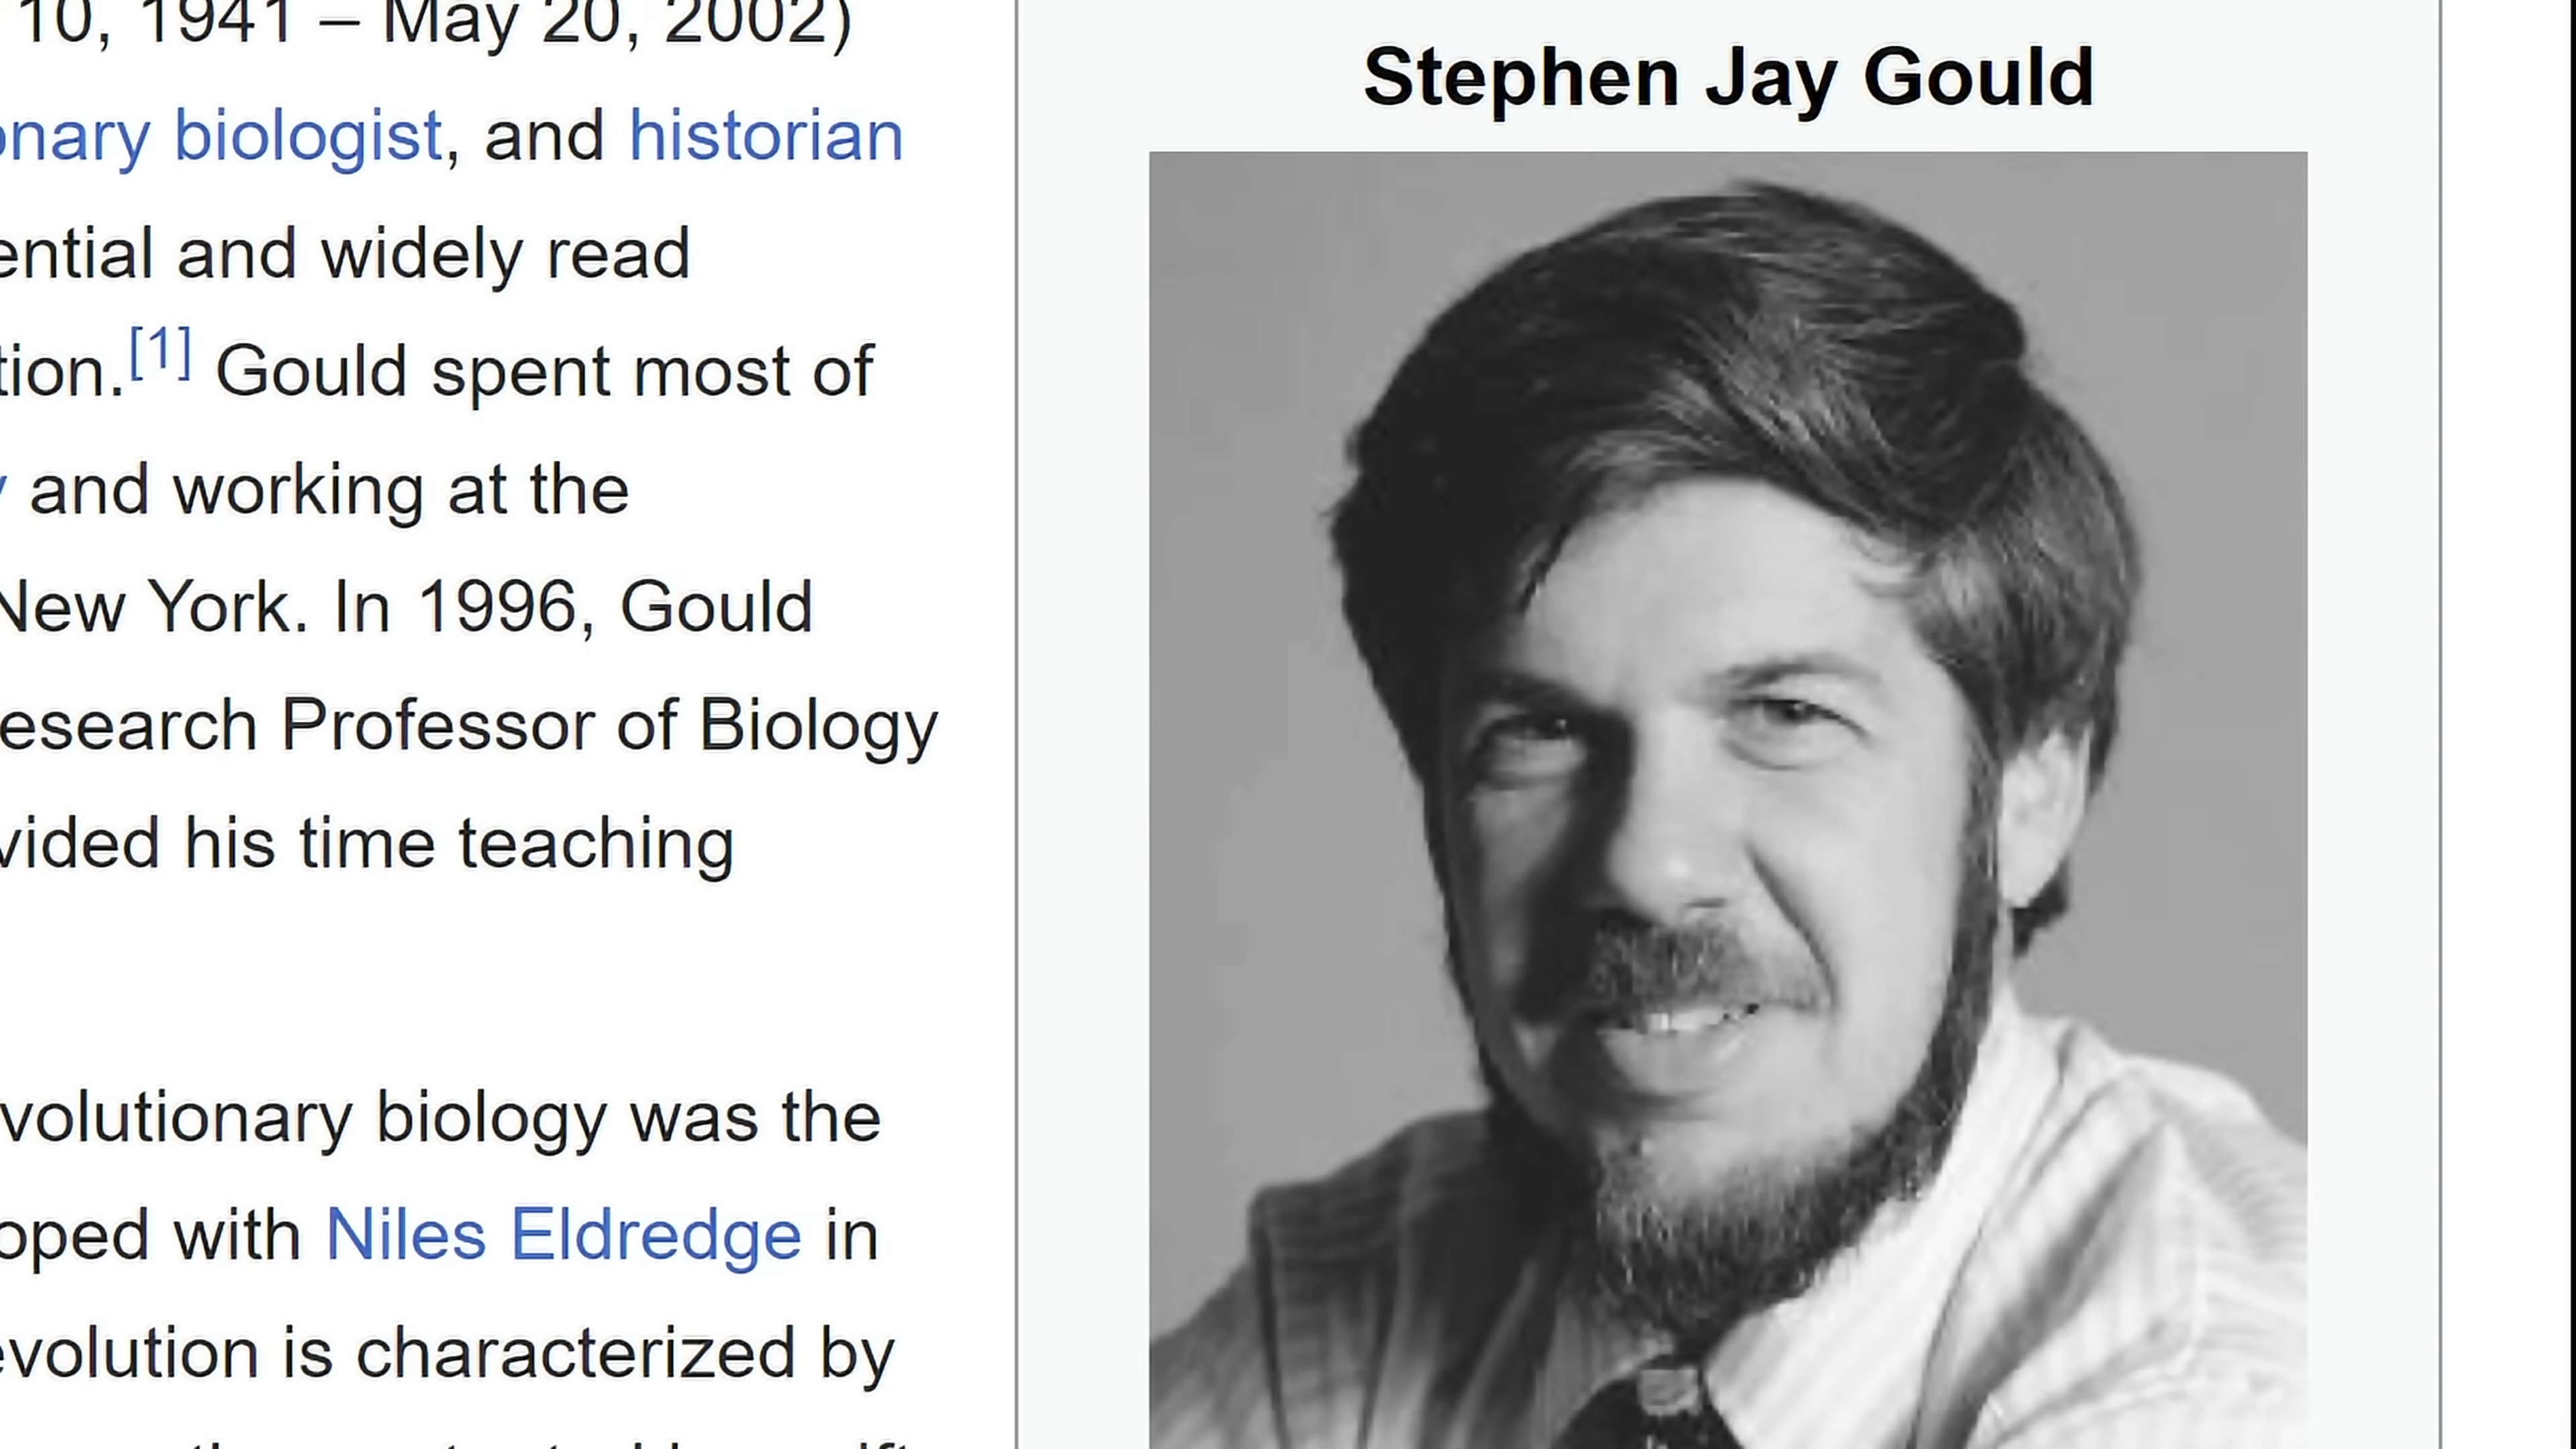 10, 1941 – May 20, 2002)
onary biologist, and historian
ential and widely read
tion.[1] Gould spent most of
and working at the
New York. In 1996, Gould
esearch Professor of Biology
vided his time teaching
volutionary biology was the
oped with Niles Eldredge in
evolution is characterized by
Stephen Jay Gould